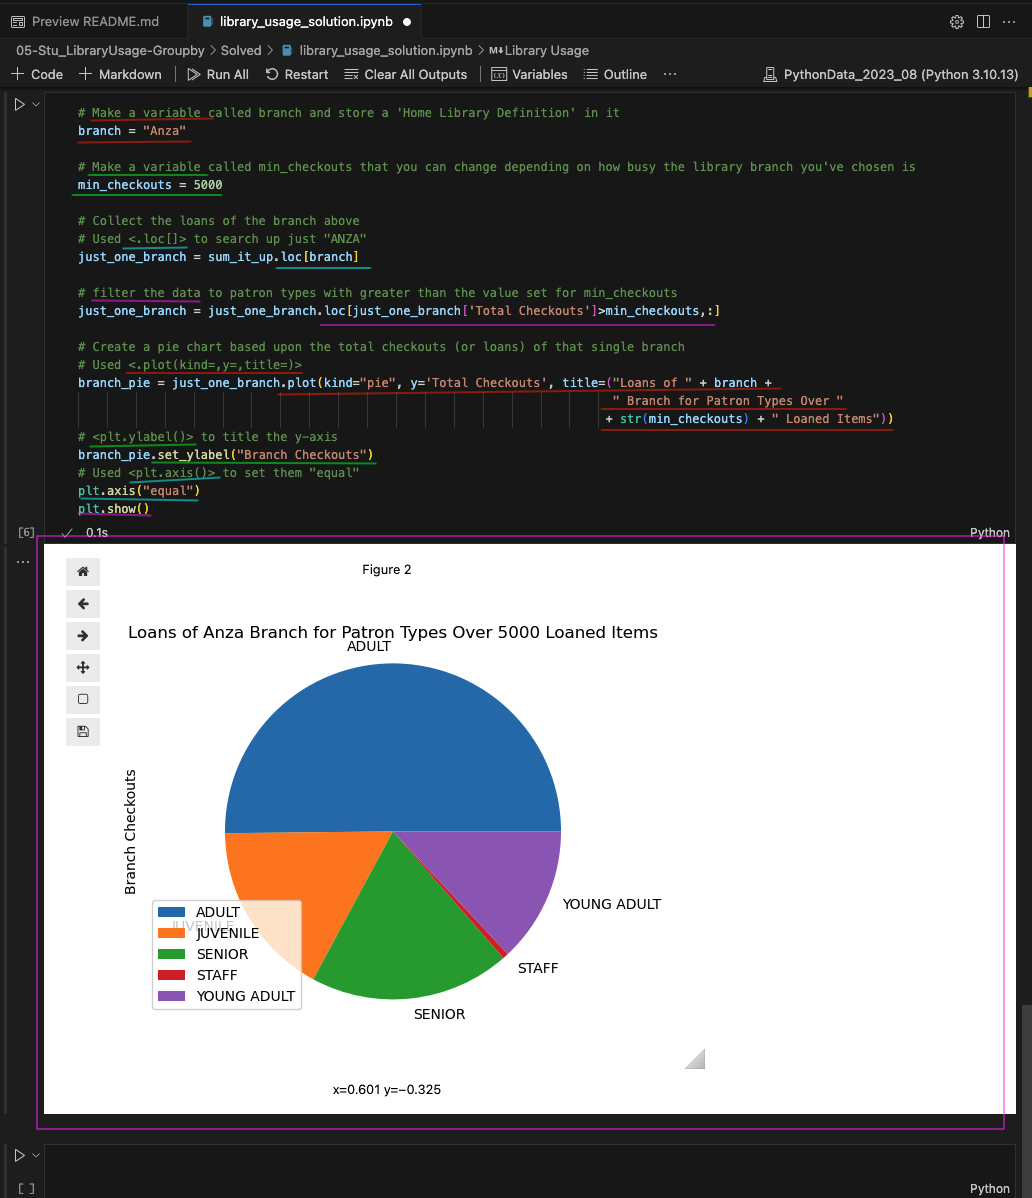 Preview README.md
library_usage_solution.ipynb
05-Stu_LibraryUsage-Groupby > Solved > library_usage_solution.ipynb > M↓Library Usage
+ Code + Markdown | Run All Restart Clear All Outputs | Variables Outline ···
PythonData_2023_08 (Python 3.10.13)
# Make a variable called branch and store a 'Home Library Definition' in it
branch = "Anza"
# Make a variable called min_checkouts that you can change depending on how busy the library branch you've chosen is
min_checkouts = 5000
# Collect the loans of the branch above
# Used <.loc[]> to search up just "ANZA"
just_one_branch = sum_it_up.loc[branch]
# filter the data to patron types with greater than the value set for min_checkouts
just_one_branch = just_one_branch.loc[just_one_branch['Total Checkouts']>min_checkouts,:]
# Create a pie chart based upon the total checkouts (or loans) of that single branch
# Used <.plot(kind=,y=,title=)>
branch_pie = just_one_branch.plot(kind="pie", y='Total Checkouts', title=("Loans of " + branch +
" Branch for Patron Types Over "
+ str(min_checkouts) + " Loaned Items"))
# <plt.ylabel()> to title the y-axis
branch_pie.set_ylabel("Branch Checkouts")
# Used <plt.axis()> to set them "equal"
plt.axis("equal")
plt.show()
[6] ✓ 0.1s
Python
Figure 2
Loans of Anza Branch for Patron Types Over 5000 Loaned Items
ADULT
Branch Checkouts
YOUNG ADULT
STAFF
SENIOR
JUVENILE
ADULT
JUVENILE
SENIOR
STAFF
YOUNG ADULT
x=0.601 y=−0.325
[ ]
Python